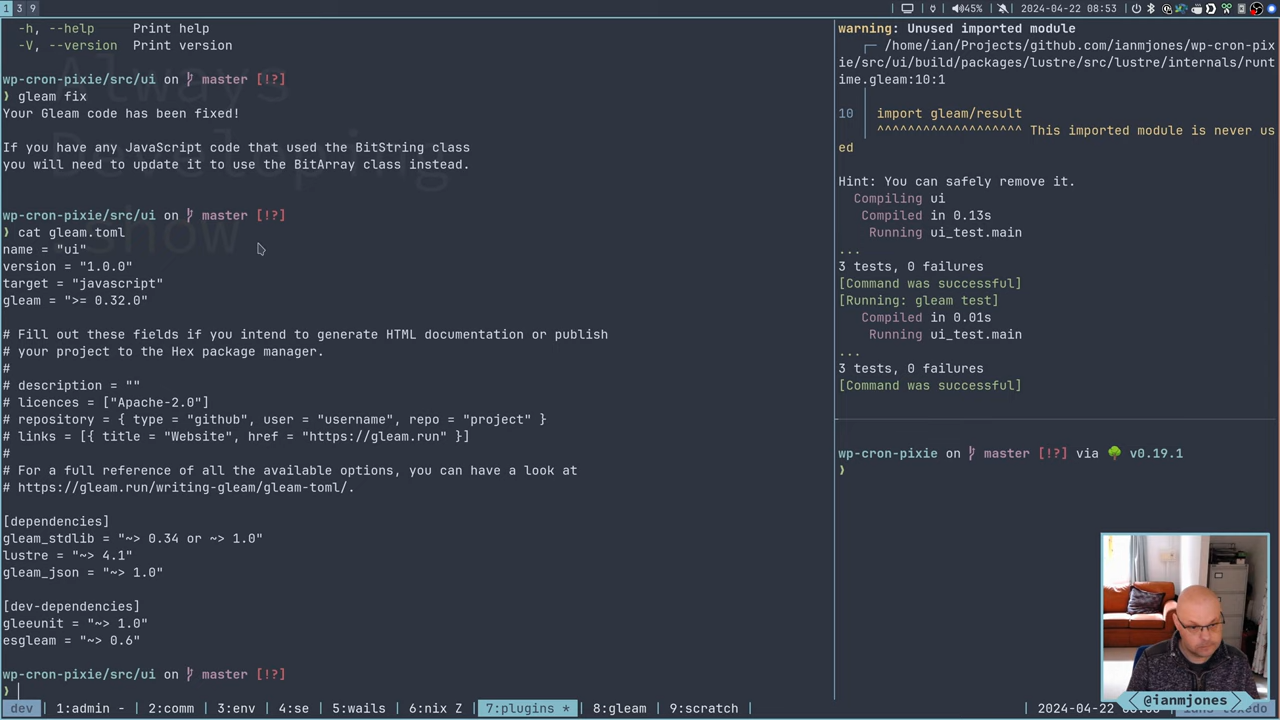 1 3 9
45%
2024-04-22 08:53
-h, --help    Print help
-V, --version  Print version
wp-cron-pixie/src/ui on master [!?]
❯ gleam fix
Your Gleam code has been fixed!
If you have any JavaScript code that used the BitString class
you will need to update it to use the BitArray class instead.
wp-cron-pixie/src/ui on master [!?]
❯ cat gleam.toml
name = "ui"
version = "1.0.0"
target = "javascript"
gleam = ">= 0.32.0"
# Fill out these fields if you intend to generate HTML documentation or publish
# your project to the Hex package manager.
#
# description = ""
# licences = ["Apache-2.0"]
# repository = { type = "github", user = "username", repo = "project" }
# links = [{ title = "Website", href = "https://gleam.run" }]
#
# For a full reference of all the available options, you can have a look at
# https://gleam.run/writing-gleam/gleam-toml/.
[dependencies]
gleam_stdlib = "~> 0.34 or ~> 1.0"
lustre = "~> 4.1"
gleam_json = "~> 1.0"
[dev-dependencies]
gleeunit = "~> 1.0"
esgleam = "~> 0.6"
wp-cron-pixie/src/ui on master [!?]
❯
Always
Developing
Show
warning: Unused imported module
/home/ian/Projects/github.com/ianmjones/wp-cron-pix
ie/src/ui/build/packages/lustre/src/lustre/internals/runt
ime.gleam:10:1
10 │ import gleam/result
^^^^^^^^^^^^^^^^^^^ This imported module is never us
ed
Hint: You can safely remove it.
Compiling ui
Compiled in 0.13s
Running ui_test.main
...
3 tests, 0 failures
[Command was successful]
[Running: gleam test]
Compiled in 0.01s
Running ui_test.main
...
3 tests, 0 failures
[Command was successful]
wp-cron-pixie on master [!?] via 🌳 v0.19.1
❯
@ianmjones
dev 1:admin - 2:comm 3:env 4:se 5:wails 6:nix Z 7:plugins * 8:gleam 9:scratch
2024-04-22